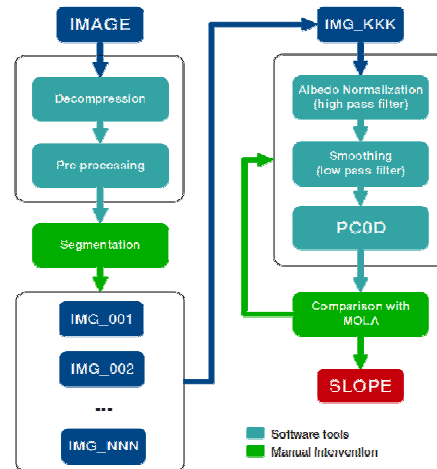 IMAGE
Decompression
Pre-processing
Segmentation
IMG_001
IMG_002
...
IMG_NNN
IMG_KKK
Albedo Normalization
(high pass filter)
Smoothing
(low pass filter)
PC0D
Comparison with
MOLA
SLOPE
Software tools
Manual Intervention